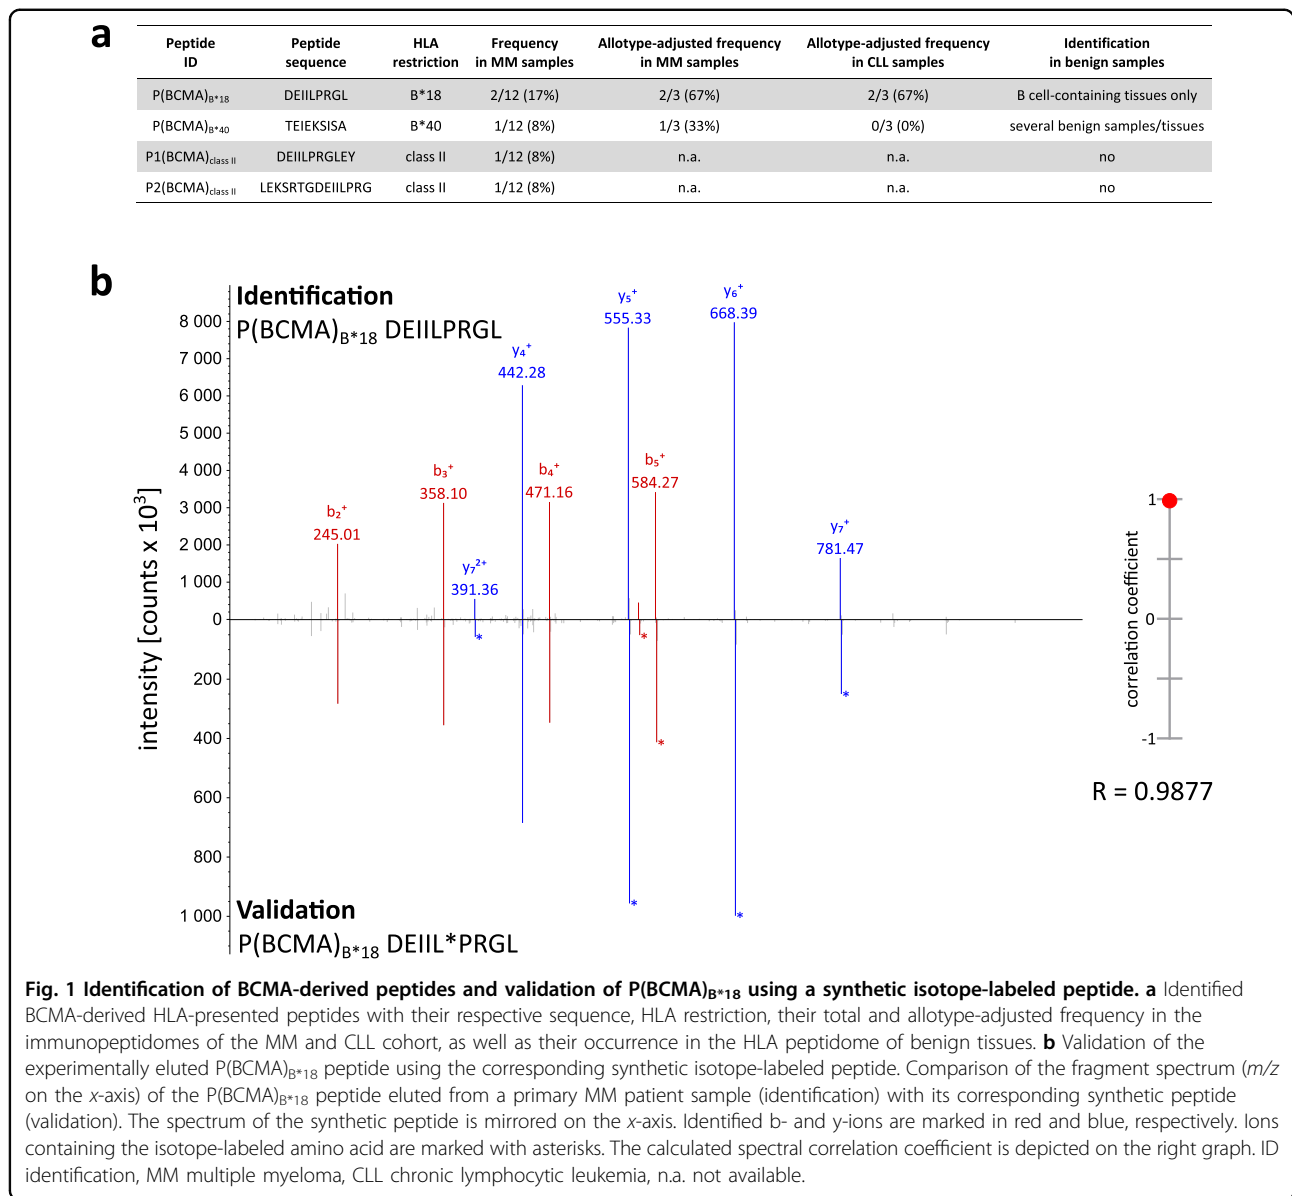 a
Peptide ID | Peptide sequence | HLA restriction | Frequency in MM samples | Allotype-adjusted frequency in MM samples | Allotype-adjusted frequency in CLL samples | Identification in benign samples
P(BCMA)B*18 | DEIILPRGL | B*18 | 2/12 (17%) | 2/3 (67%) | 2/3 (67%) | B cell-containing tissues only
P(BCMA)B*40 | TEIEKSISA | B*40 | 1/12 (8%) | 1/3 (33%) | 0/3 (0%) | several benign samples/tissues
P1(BCMA)class II | DEIILPRGLEY | class II | 1/12 (8%) | n.a. | n.a. | no
P2(BCMA)class II | LEKSRTGDEIILPRG | class II | 1/12 (8%) | n.a. | n.a. | no
b
Identification
P(BCMA)B*18 DEIILPRGL
intensity [counts x 10³]
8 000
7 000
6 000
5 000
4 000
3 000
2 000
1 000
0
200
400
600
800
1 000
b₂⁺
245.01
b₃⁺
358.10
y₇²⁺
391.36
y₄⁺
442.28
b₄⁺
471.16
y₅⁺
555.33
b₅⁺
584.27
y₆⁺
668.39
y₇⁺
781.47
*
*
*
*
*
*
Validation
P(BCMA)B*18 DEIIL*PRGL
correlation coefficient
1
0
-1
R = 0.9877
Fig. 1 Identification of BCMA-derived peptides and validation of P(BCMA)B*18 using a synthetic isotope-labeled peptide. a Identified
BCMA-derived HLA-presented peptides with their respective sequence, HLA restriction, their total and allotype-adjusted frequency in the
immunopeptidomes of the MM and CLL cohort, as well as their occurrence in the HLA peptidome of benign tissues. b Validation of the
experimentally eluted P(BCMA)B*18 peptide using the corresponding synthetic isotope-labeled peptide. Comparison of the fragment spectrum (m/z
on the x-axis) of the P(BCMA)B*18 peptide eluted from a primary MM patient sample (identification) with its corresponding synthetic peptide
(validation). The spectrum of the synthetic peptide is mirrored on the x-axis. Identified b- and y-ions are marked in red and blue, respectively. Ions
containing the isotope-labeled amino acid are marked with asterisks. The calculated spectral correlation coefficient is depicted on the right graph. ID
identification, MM multiple myeloma, CLL chronic lymphocytic leukemia, n.a. not available.